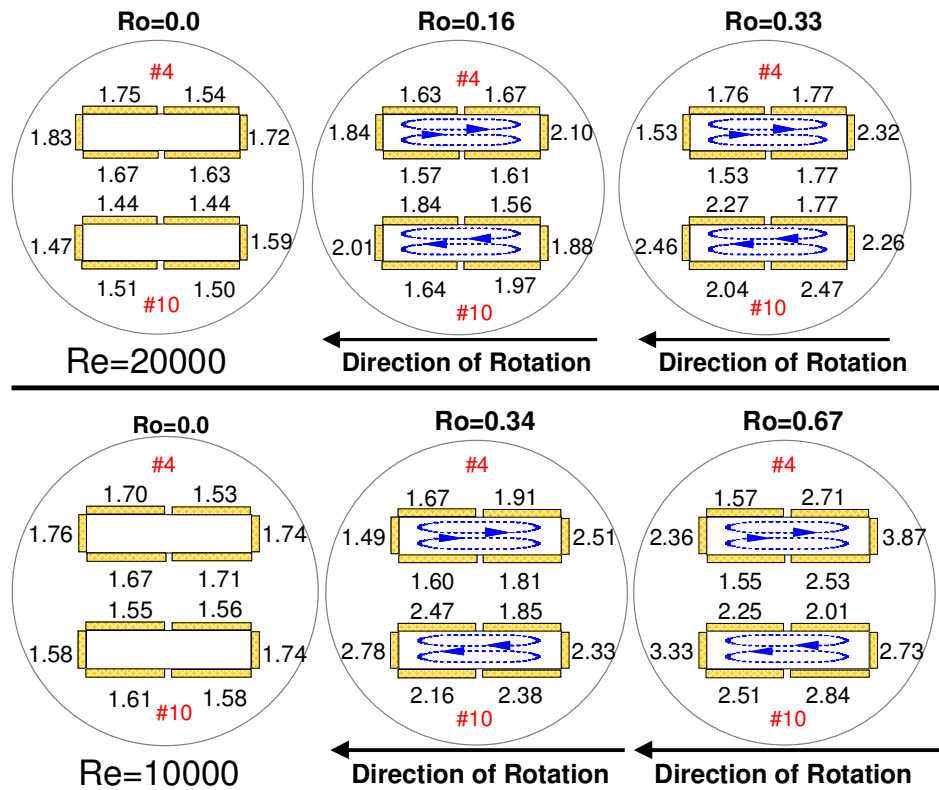 Ro=0.0 Ro=0.16 Ro=0.33
#4 #4 #4
1.75 1.54 1.63 1.67 1.76 1.77
1.83 1.72 1.84 2.10 1.53 2.32
1.67 1.63 1.57 1.61 1.53 1.77
1.44 1.44 1.84 1.56 2.27 1.77
1.47 1.59 2.01 1.88 2.46 2.26
1.51 1.50 1.64 1.97 2.04 2.47
#10 #10 #10
Re=20000 Direction of Rotation Direction of Rotation
Ro=0.0 Ro=0.34 Ro=0.67
#4 #4 #4
1.70 1.53 1.67 1.91 1.57 2.71
1.76 1.74 1.49 2.51 2.36 3.87
1.67 1.71 1.60 1.81 1.55 2.53
1.55 1.56 2.47 1.85 2.25 2.01
1.58 1.74 2.78 2.33 3.33 2.73
1.61 1.58 2.16 2.38 2.51 2.84
#10 #10 #10
Re=10000 Direction of Rotation Direction of Rotation